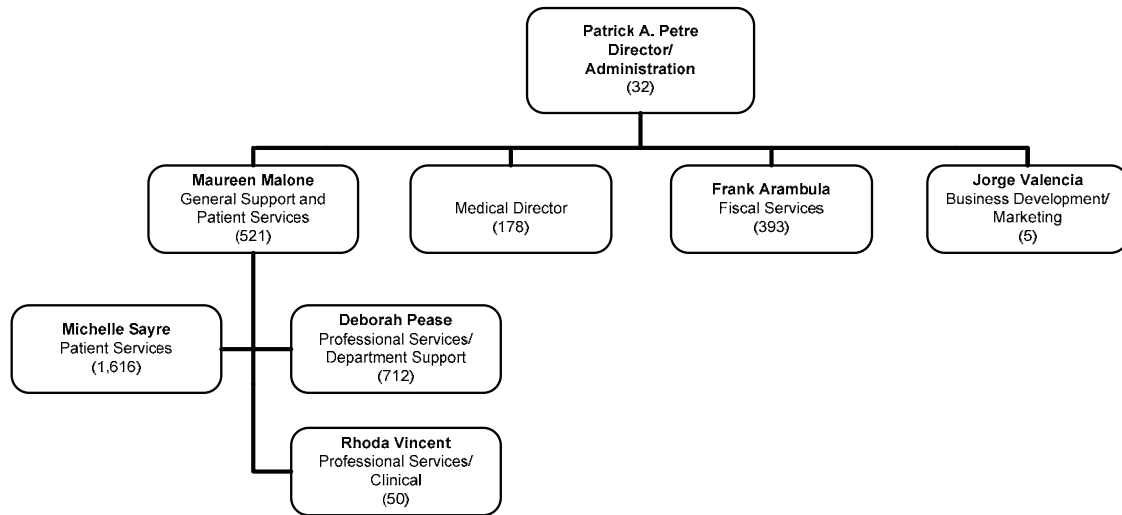 Patrick A. Petre
Director/
Administration
(32)
Maureen Malone
General Support and
Patient Services
(521)
Medical Director
(178)
Frank Arambula
Fiscal Services
(393)
Jorge Valencia
Business Development/
Marketing
(5)
Michelle Sayre
Patient Services
(1,616)
Deborah Pease
Professional Services/
Department Support
(712)
Rhoda Vincent
Professional Services/
Clinical
(50)